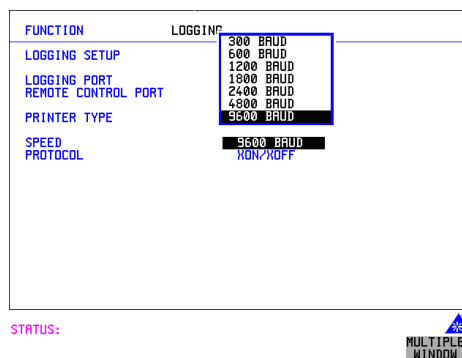 FUNCTION LOGGING
300 BAUD
600 BAUD
LOGGING SETUP
1200 BAUD
1800 BAUD
LOGGING PORT
2400 BAUD
REMOTE CONTROL PORT
4800 BAUD
PRINTER TYPE 9600 BAUD
SPEED 9600 BAUD
PROTOCOL XON/XOFF
STATUS:
MULTIPLE
WINDOW